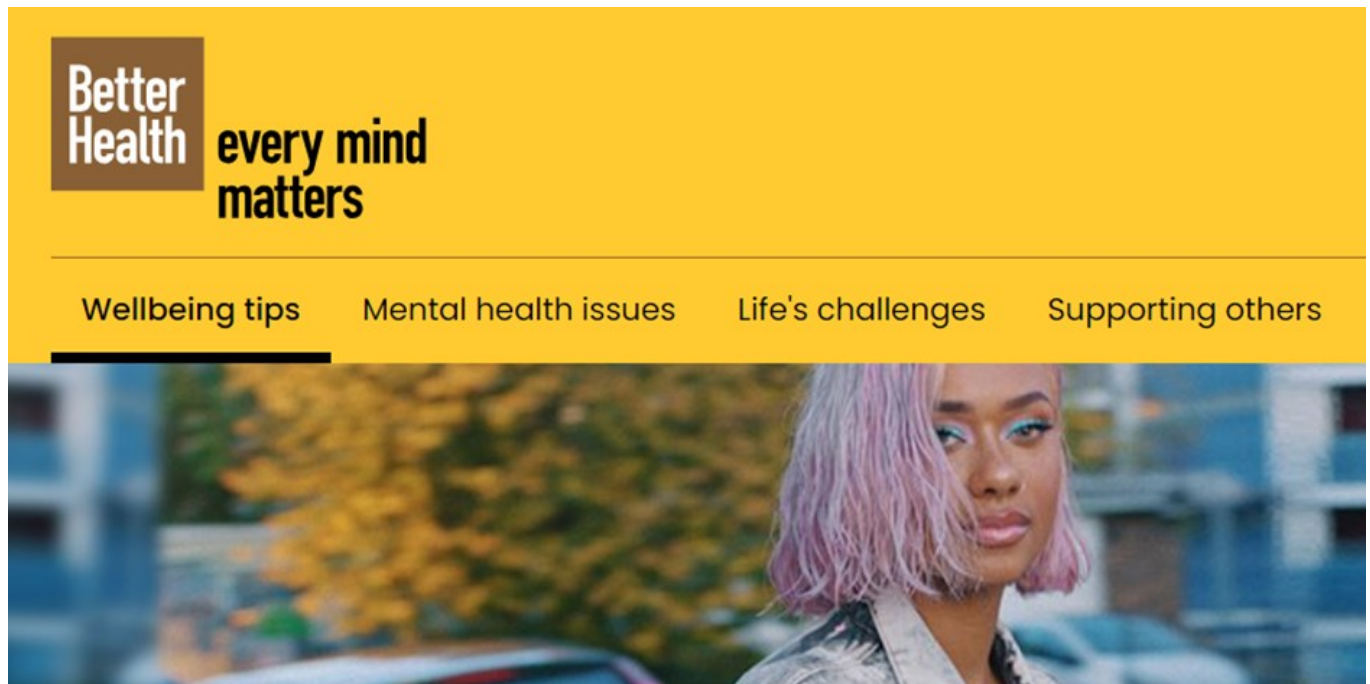 Better
Health
every mind
matters
Wellbeing tips
Mental health issues
Life's challenges
Supporting others